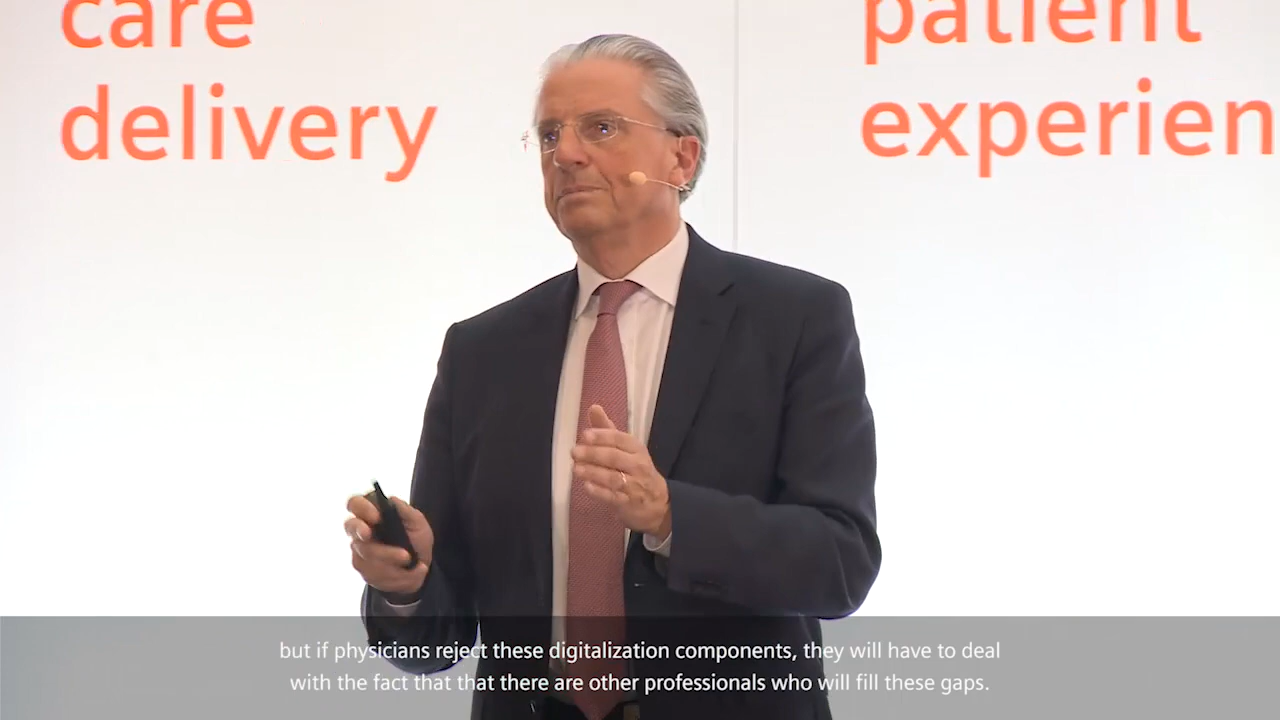 care
delivery
patient
experien
but if physicians reject these digitalization components, they will have to deal
with the fact that that there are other professionals who will fill these gaps.